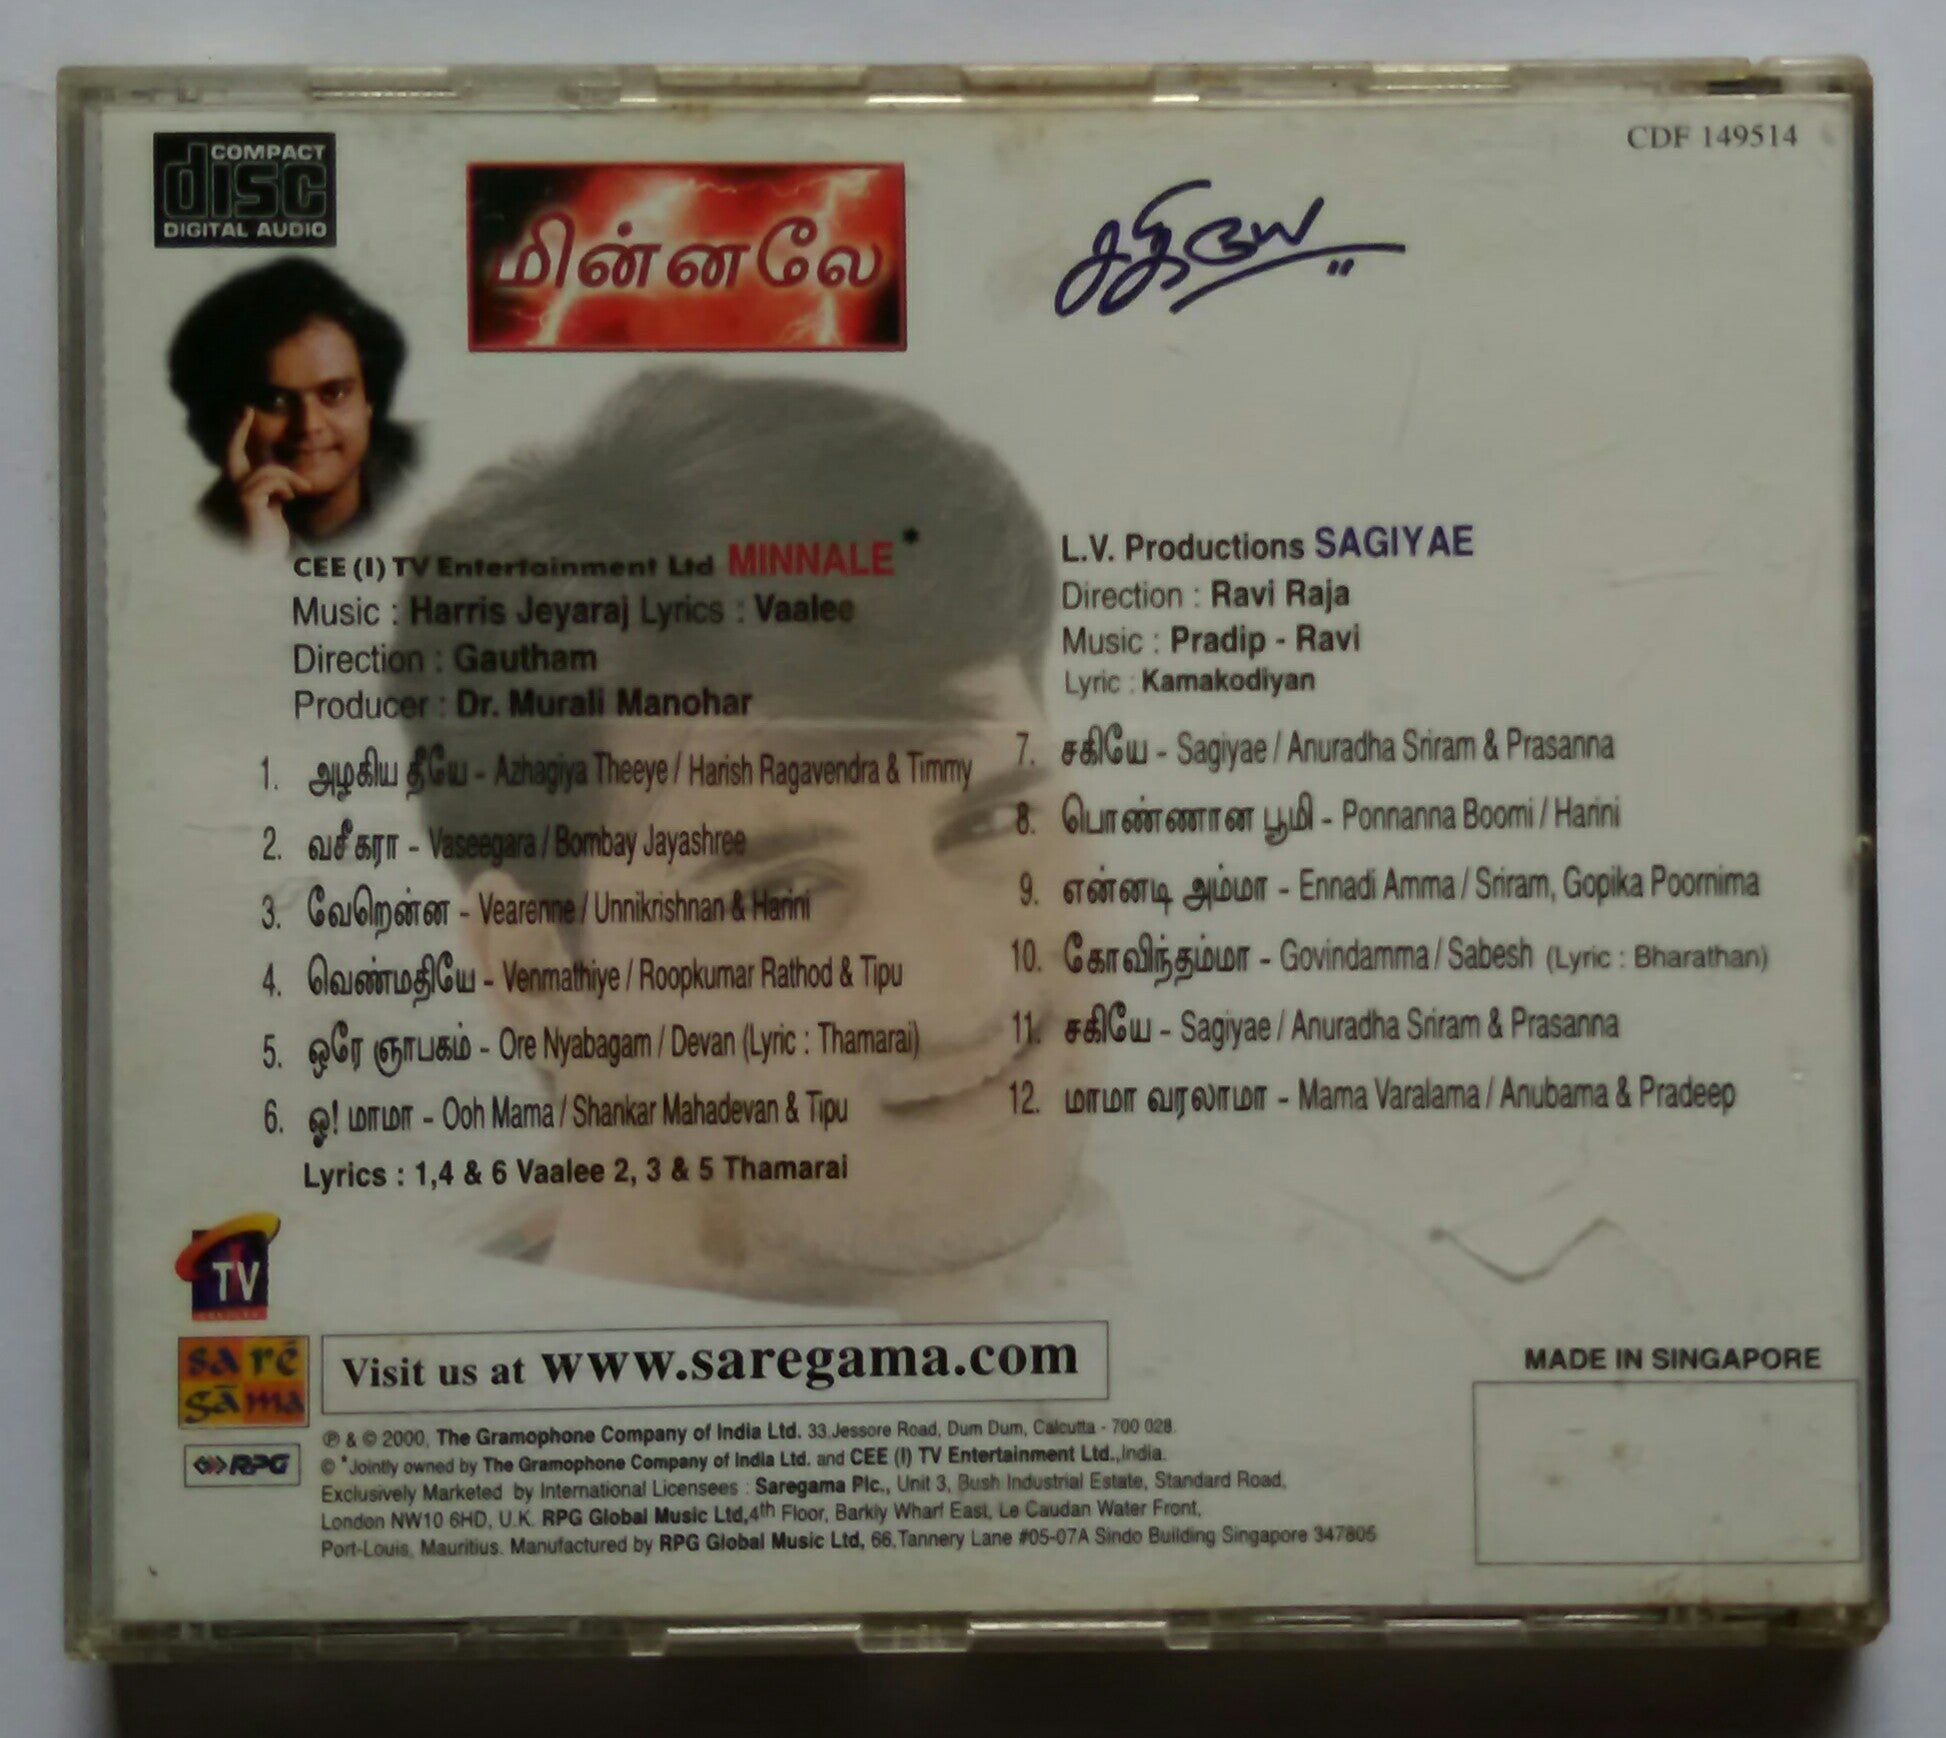 COMPACT
disc
DIGITAL AUDIO
CDF 149514
மின்னலே
சகியே
CEE (I) TV Entertainment Ltd MINNALE *
Music : Harris Jeyaraj Lyrics : Vaalee
Direction : Gautham
Producer : Dr. Murali Manohar
1. அழகிய தீயே - Azhagiya Theeye / Harish Ragavendra & Timmy
2. வசீகரா - Vaseegara / Bombay Jayashree
3. வேறென்ன - Vearenne / Unnikrishnan & Harini
4. வெண்மதியே - Venmathiye / Roopkumar Rathod & Tipu
5. ஒரே ஞாபகம் - Ore Nyabagam / Devan (Lyric : Thamarai)
6. ஓ! மாமா - Ooh Mama / Shankar Mahadevan & Tipu
Lyrics : 1,4 & 6 Vaalee 2, 3 & 5 Thamarai
L.V. Productions SAGIYAE
Direction : Ravi Raja
Music : Pradip - Ravi
Lyric : Kamakodiyan
7. சகியே - Sagiyae / Anuradha Sriram & Prasanna
8. பொண்ணான பூமி - Ponnanna Boomi / Harini
9. என்னடி அம்மா - Ennadi Amma / Sriram, Gopika Poornima
10. கோவிந்தம்மா - Govindamma / Sabesh (Lyric : Bharathan)
11. சகியே - Sagiyae / Anuradha Sriram & Prasanna
12. மாமா வரலாமா - Mama Varalama / Anubama & Pradeep
TV
sa rē
gā ma
RPG
Visit us at www.saregama.com
MADE IN SINGAPORE
℗ & © 2000, The Gramophone Company of India Ltd. 33,Jessore Road, Dum Dum, Calcutta - 700 028.
© *Jointly owned by The Gramophone Company of India Ltd. and CEE (I) TV Entertainment Ltd.,India.
Exclusively Marketed by International Licensees : Saregama Plc., Unit 3, Bush Industrial Estate, Standard Road,
London NW10 6HD, U.K. RPG Global Music Ltd,4th Floor, Barkly Wharf East, Le Caudan Water Front,
Port-Louis, Mauritius. Manufactured by RPG Global Music Ltd, 66,Tannery Lane #05-07A Sindo Building Singapore 347805